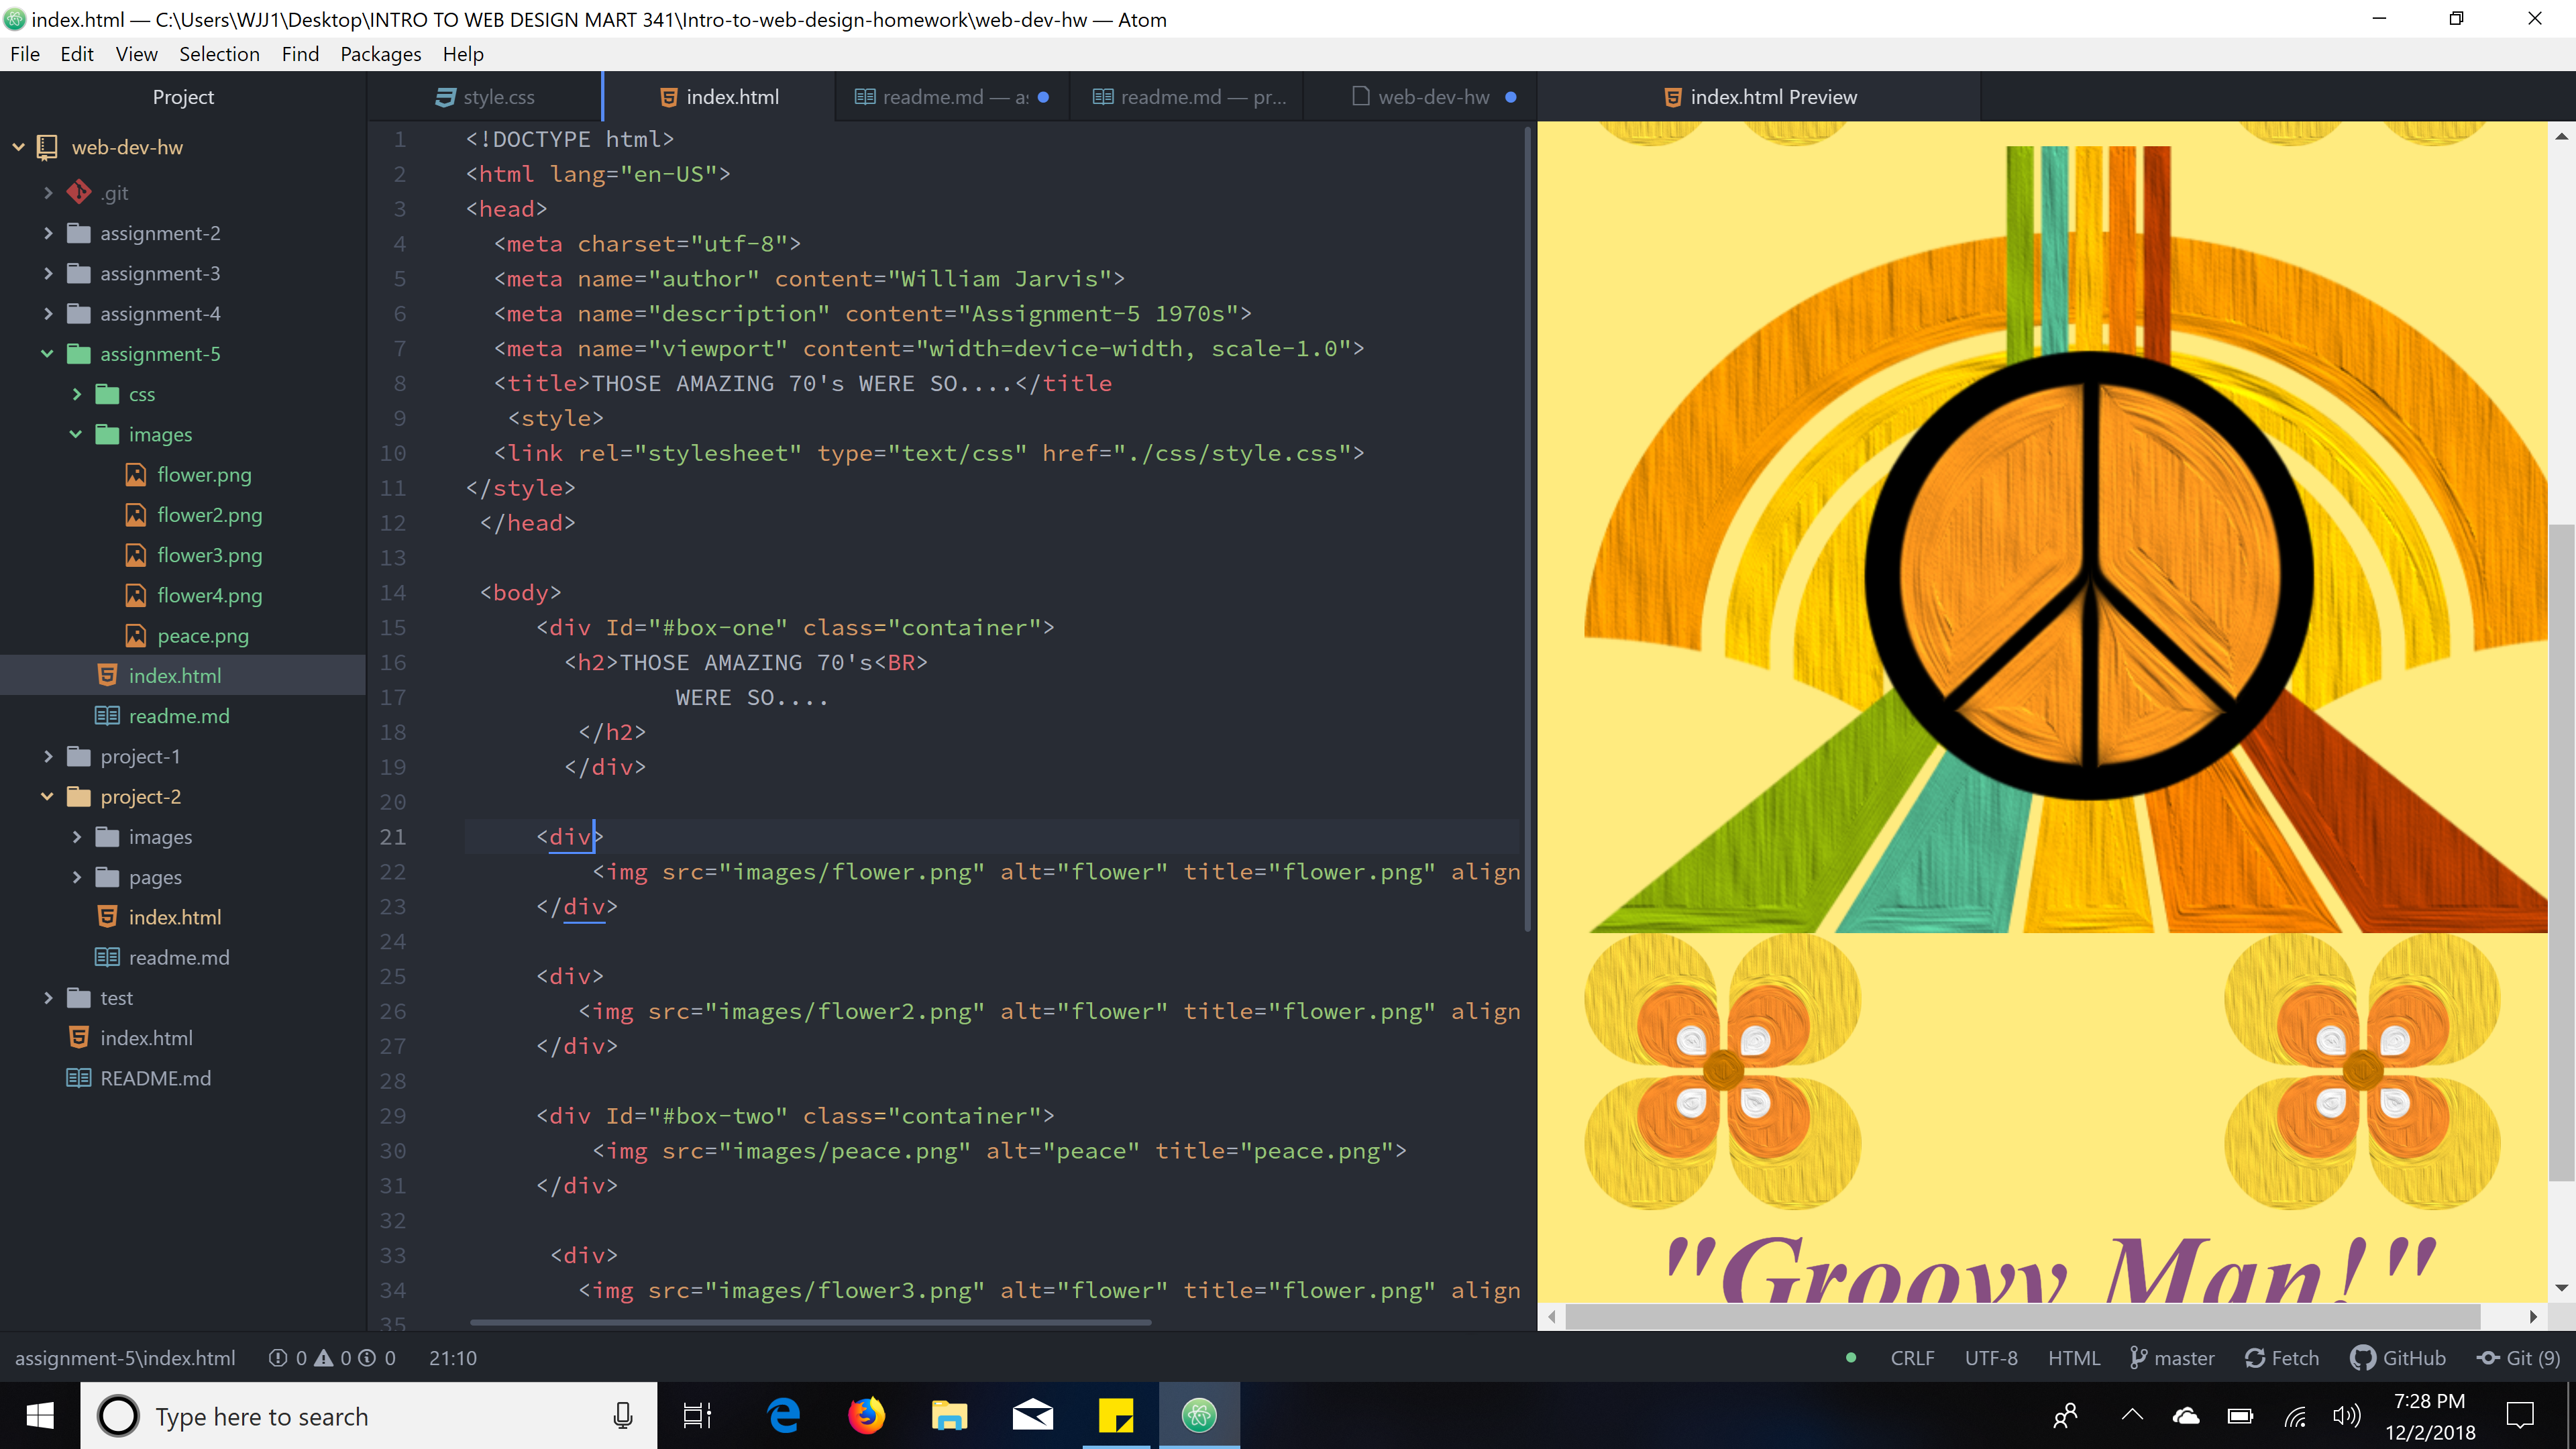 index.html — C:\Users\WJJ1\Desktop\INTRO TO WEB DESIGN MART 341\Intro-to-web-design-homework\web-dev-hw — Atom
File Edit View Selection Find Packages Help
Project
style.css
index.html
readme.md — as
readme.md — pr...
web-dev-hw
index.html Preview
web-dev-hw
.git
assignment-2
assignment-3
assignment-4
assignment-5
css
images
flower.png
flower2.png
flower3.png
flower4.png
peace.png
index.html
readme.md
project-1
project-2
images
pages
index.html
readme.md
test
index.html
README.md
1 <!DOCTYPE html>
2 <html lang="en-US">
3 <head>
4 <meta charset="utf-8">
5 <meta name="author" content="William Jarvis">
6 <meta name="description" content="Assignment-5 1970s">
7 <meta name="viewport" content="width=device-width, scale-1.0">
8 <title>THOSE AMAZING 70's WERE SO....</title
9 <style>
10 <link rel="stylesheet" type="text/css" href="./css/style.css">
11 </style>
12 </head>
13
14 <body>
15 <div Id="#box-one" class="container">
16 <h2>THOSE AMAZING 70's<BR>
17 WERE SO....
18 </h2>
19 </div>
20
21 <div>
22 <img src="images/flower.png" alt="flower" title="flower.png" align
23 </div>
24
25 <div>
26 <img src="images/flower2.png" alt="flower" title="flower.png" align
27 </div>
28
29 <div Id="#box-two" class="container">
30 <img src="images/peace.png" alt="peace" title="peace.png">
31 </div>
32
33 <div>
34 <img src="images/flower3.png" alt="flower" title="flower.png" align
35
"Groovy Man!"
assignment-5\index.html 0 0 0 21:10
CRLF UTF-8 HTML master Fetch GitHub Git (9)
Type here to search
7:28 PM
12/2/2018